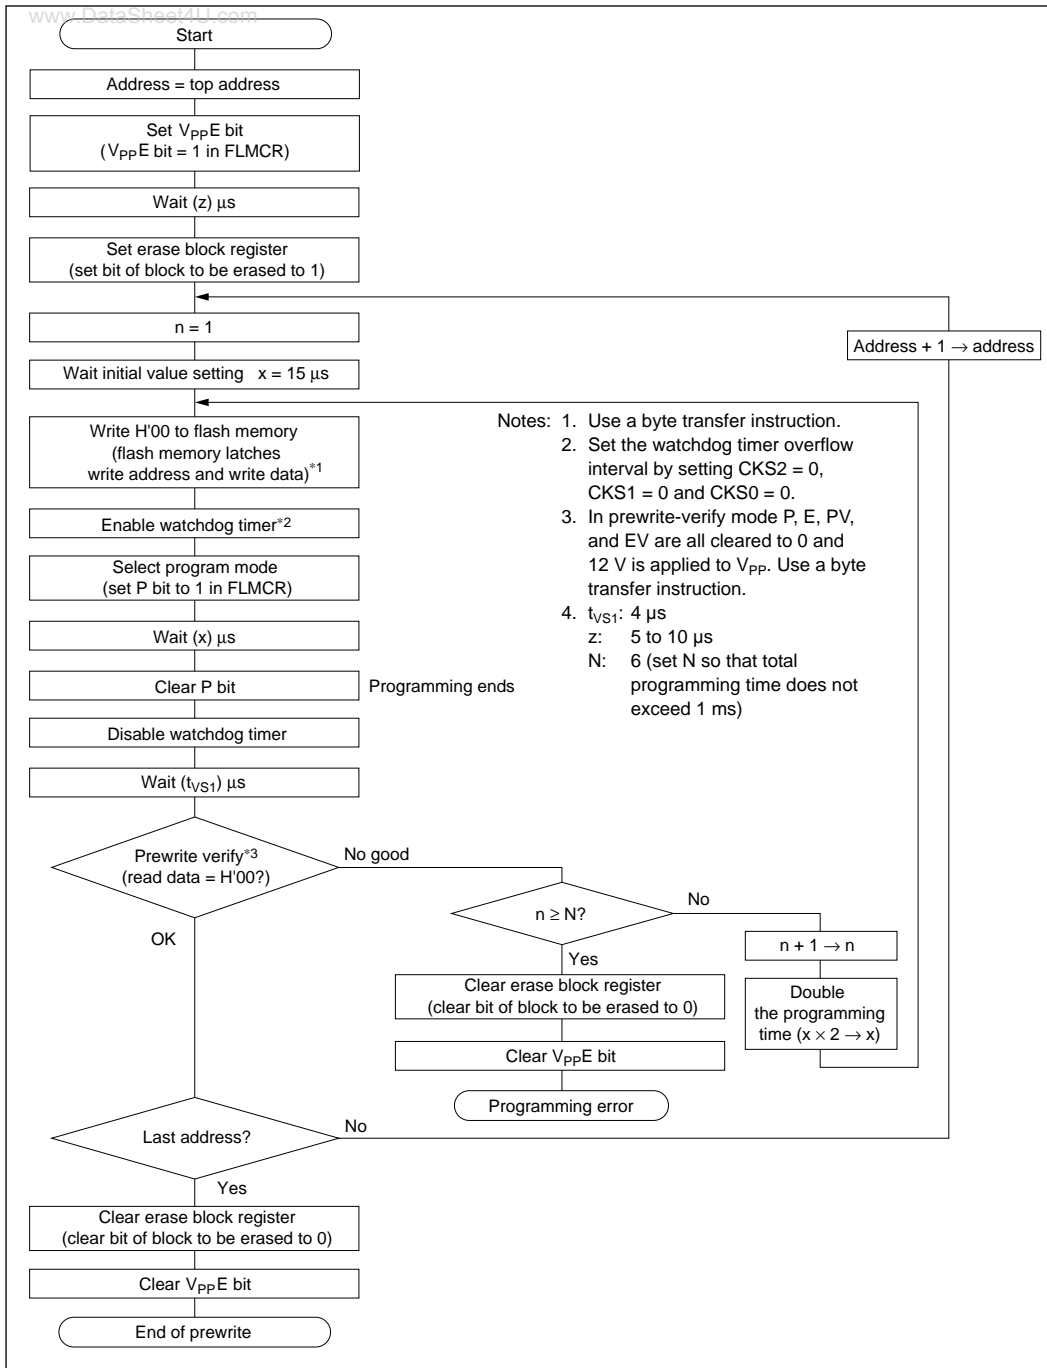 www.DataSheet4U.com
Start
Address = top address
Set VPPE bit
(VPPE bit = 1 in FLMCR)
Wait (z) μs
Set erase block register
(set bit of block to be erased to 1)
n = 1
Wait initial value setting x = 15 μs
Write H'00 to flash memory
(flash memory latches
write address and write data)*1
Enable watchdog timer*2
Select program mode
(set P bit to 1 in FLMCR)
Wait (x) μs
Clear P bit
Programming ends
Disable watchdog timer
Wait (tVS1) μs
Prewrite verify*3
(read data = H'00?)
No good
OK
n ≥ N?
No
Yes
n + 1 → n
Double
the programming
time (x × 2 → x)
Clear erase block register
(clear bit of block to be erased to 0)
Clear VPPE bit
Programming error
Last address?
No
Yes
Address + 1 → address
Clear erase block register
(clear bit of block to be erased to 0)
Clear VPPE bit
End of prewrite
Notes: 1. Use a byte transfer instruction.
2. Set the watchdog timer overflow
interval by setting CKS2 = 0,
CKS1 = 0 and CKS0 = 0.
3. In prewrite-verify mode P, E, PV,
and EV are all cleared to 0 and
12 V is applied to VPP. Use a byte
transfer instruction.
4. tVS1: 4 μs
z: 5 to 10 μs
N: 6 (set N so that total
programming time does not
exceed 1 ms)